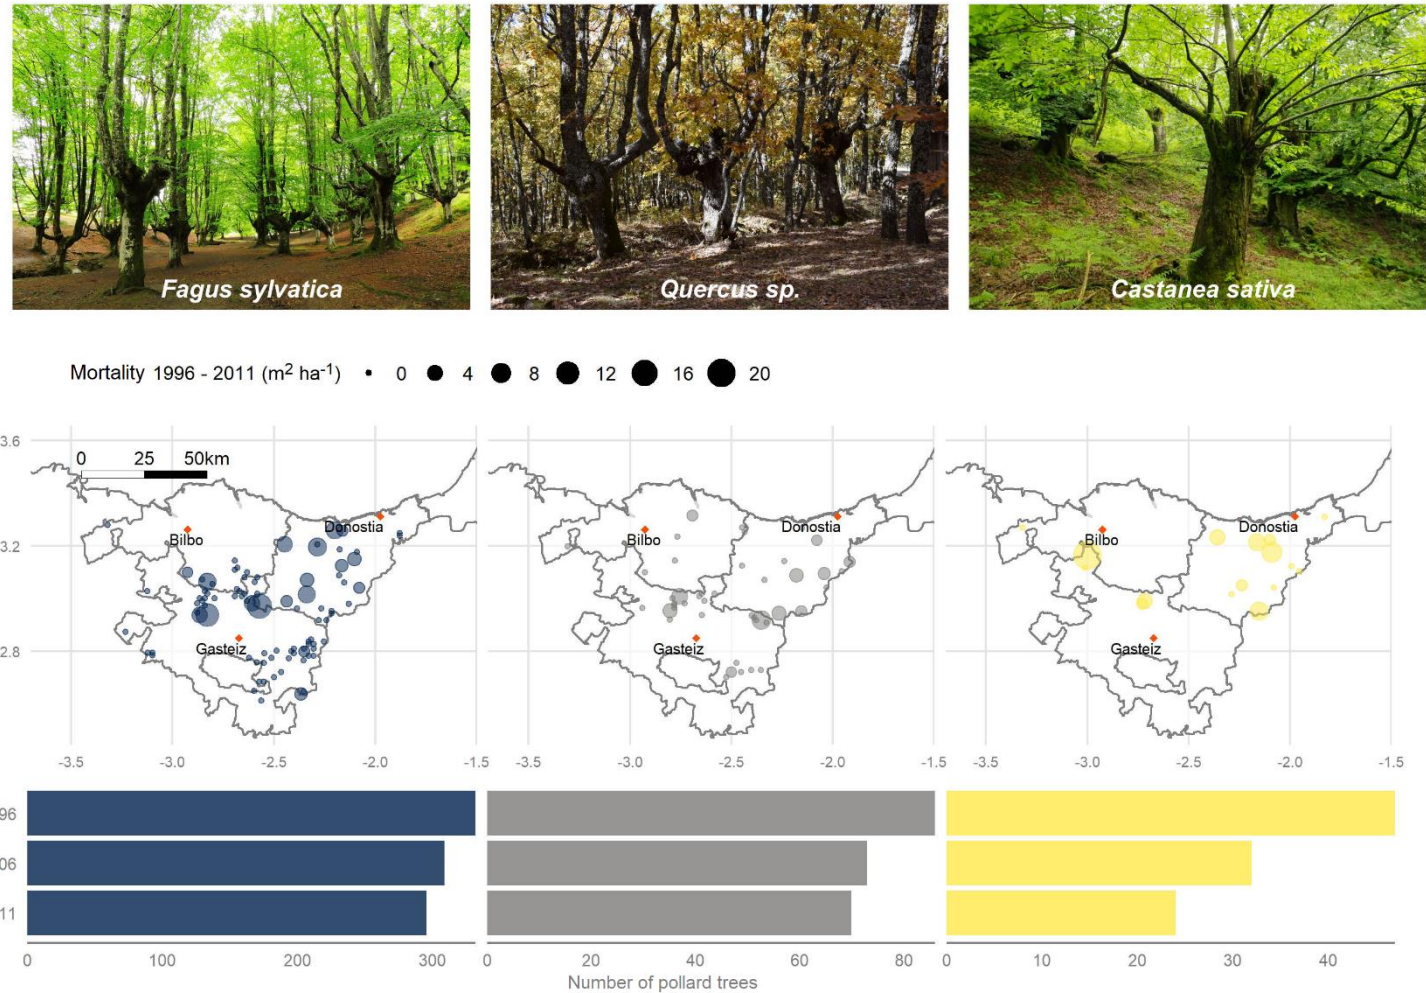 Fagus sylvatica
Quercus sp.
Castanea sativa
Mortality 1996 - 2011 (m² ha⁻¹) 0 4 8 12 16 20
3.6
3.2
2.8
0 25 50km
Donostia
Bilbo
Gasteiz
-3.5 -3.0 -2.5 -2.0 -1.5
Donostia
Bilbo
Gasteiz
-3.0 -2.5 -2.0 -1.5
Donostia
Bilbo
Gasteiz
-3.5 -3.0 -2.5 -2.0 -1.5
96
06
11
0 100 200 300
0 20 40 60 80
0 10 20 30 40
Number of pollard trees